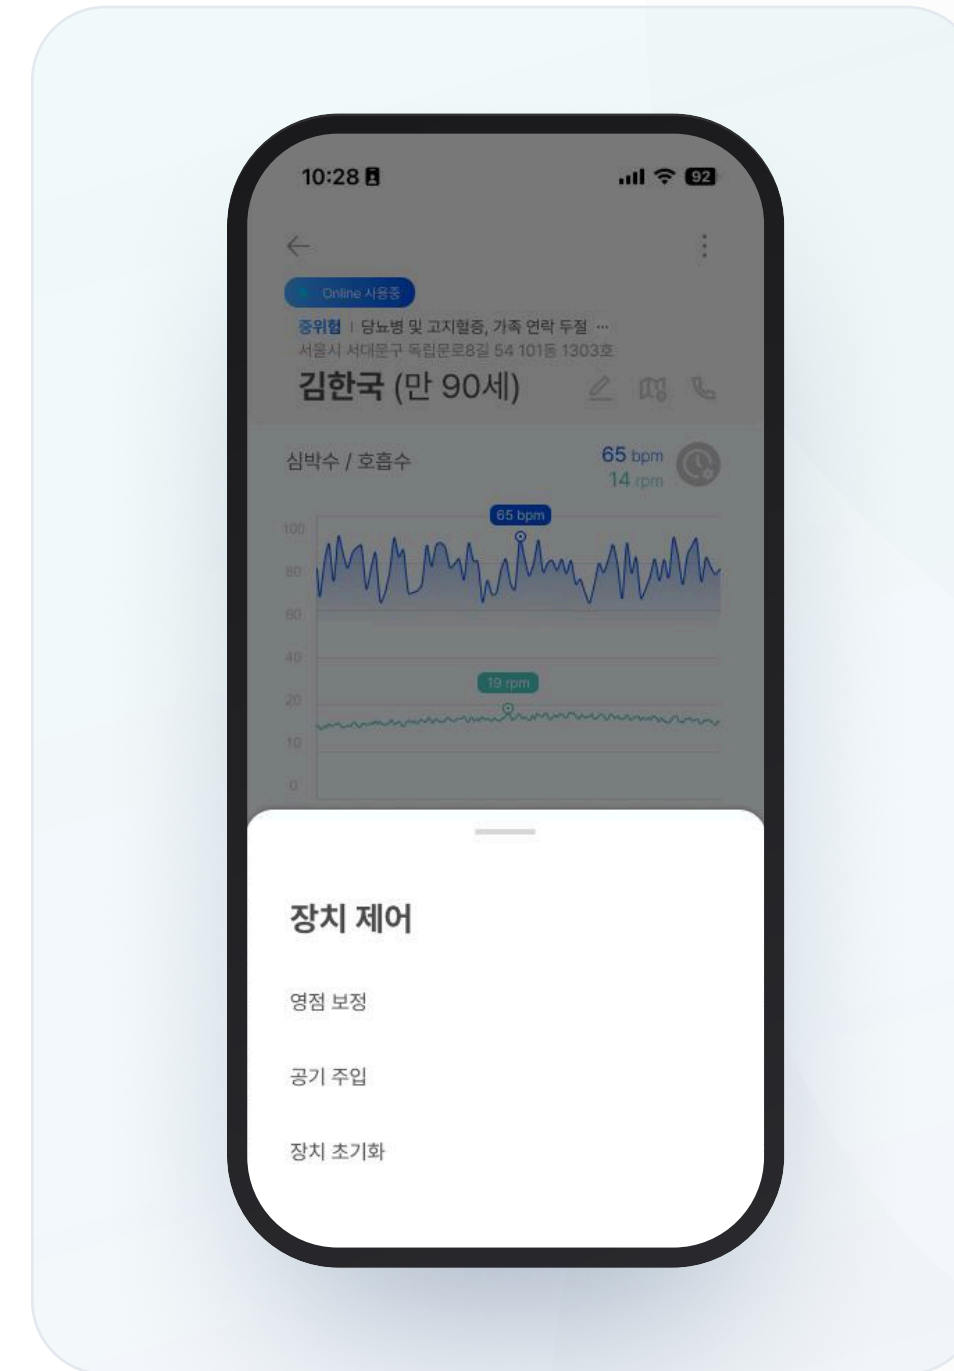 10:28
92
Online 사용중
중위험 | 당뇨병 및 고지혈증, 가족 연락 두절 ···
서울시 서대문구 독립문로8길 54 101동 1303호
김한국 (만 90세)
심박수 / 호흡수
65 bpm
14 rpm
65 bpm
100
80
60
40
19 rpm
20
10
0
장치 제어
영점 보정
공기 주입
장치 초기화